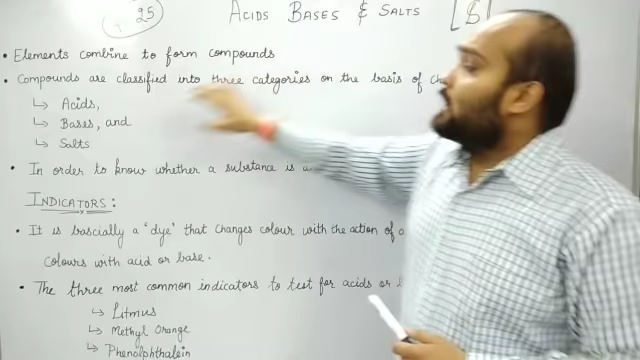 25 ACIDS BASES & SALTS [8]
• Elements combine to form compounds
• Compounds are classified into three categories on the basis of
↳ Acids,
↳ Bases, and
↳ Salts
• In order to know whether a substance is
INDICATORS:
• It is bascially a 'dye' that changes colour with the action of
colours with acid or base.
• The three most common indicators to test for acids or
↳ Litmus
↳ Methyl Orange
↳ Phenolphthalein